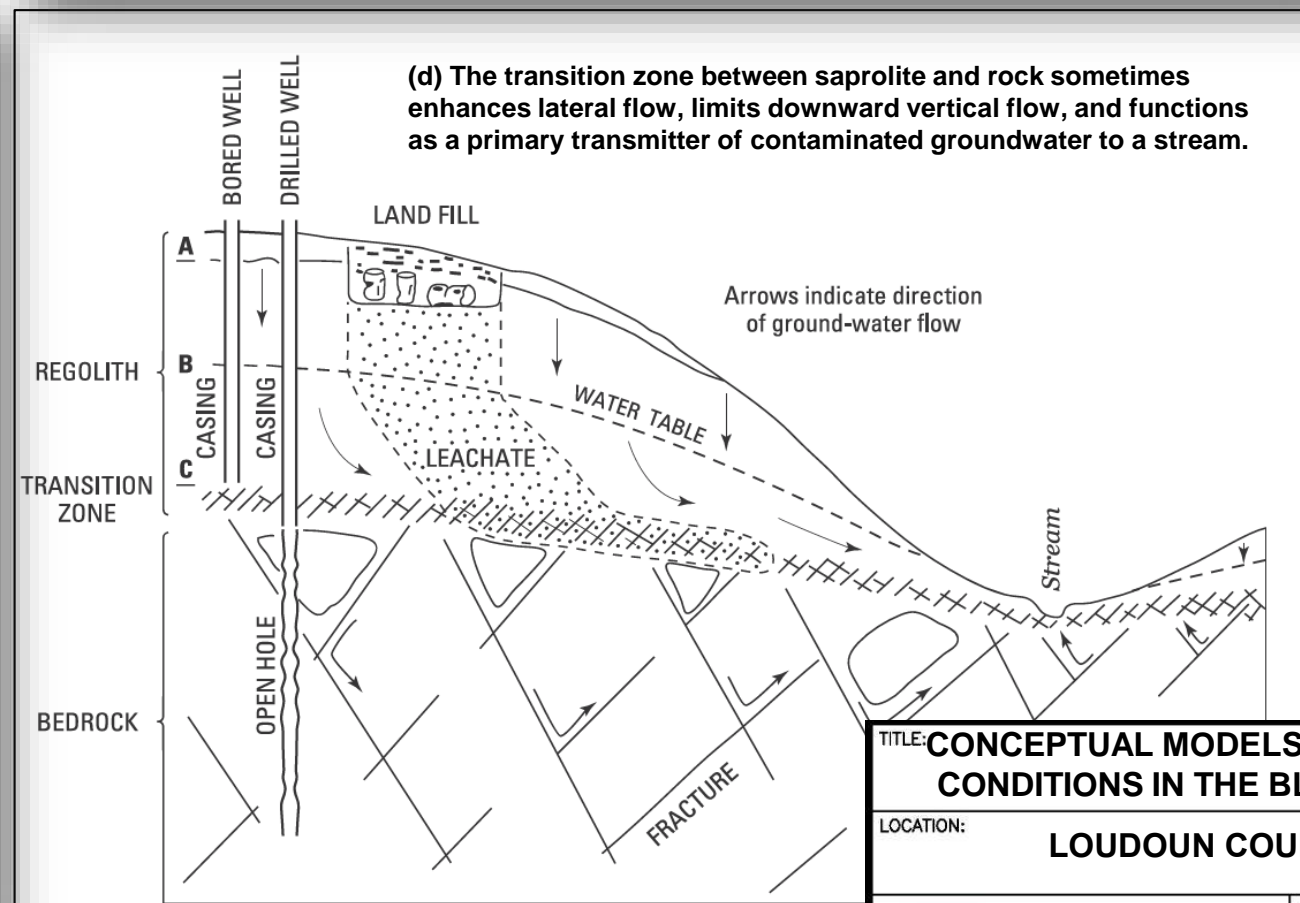 (d) The transition zone between saprolite and rock sometimes
enhances lateral flow, limits downward vertical flow, and functions
as a primary transmitter of contaminated groundwater to a stream.
BORED WELL
DRILLED WELL
LAND FILL
A
Arrows indicate direction
of ground-water flow
REGOLITH
B
CASING
CASING
WATER TABLE
LEACHATE
C
TRANSITION
ZONE
Stream
OPEN HOLE
BEDROCK
FRACTURE
TITLE: CONCEPTUAL MODELS
CONDITIONS IN THE
LOCATION:
LOUDOUN